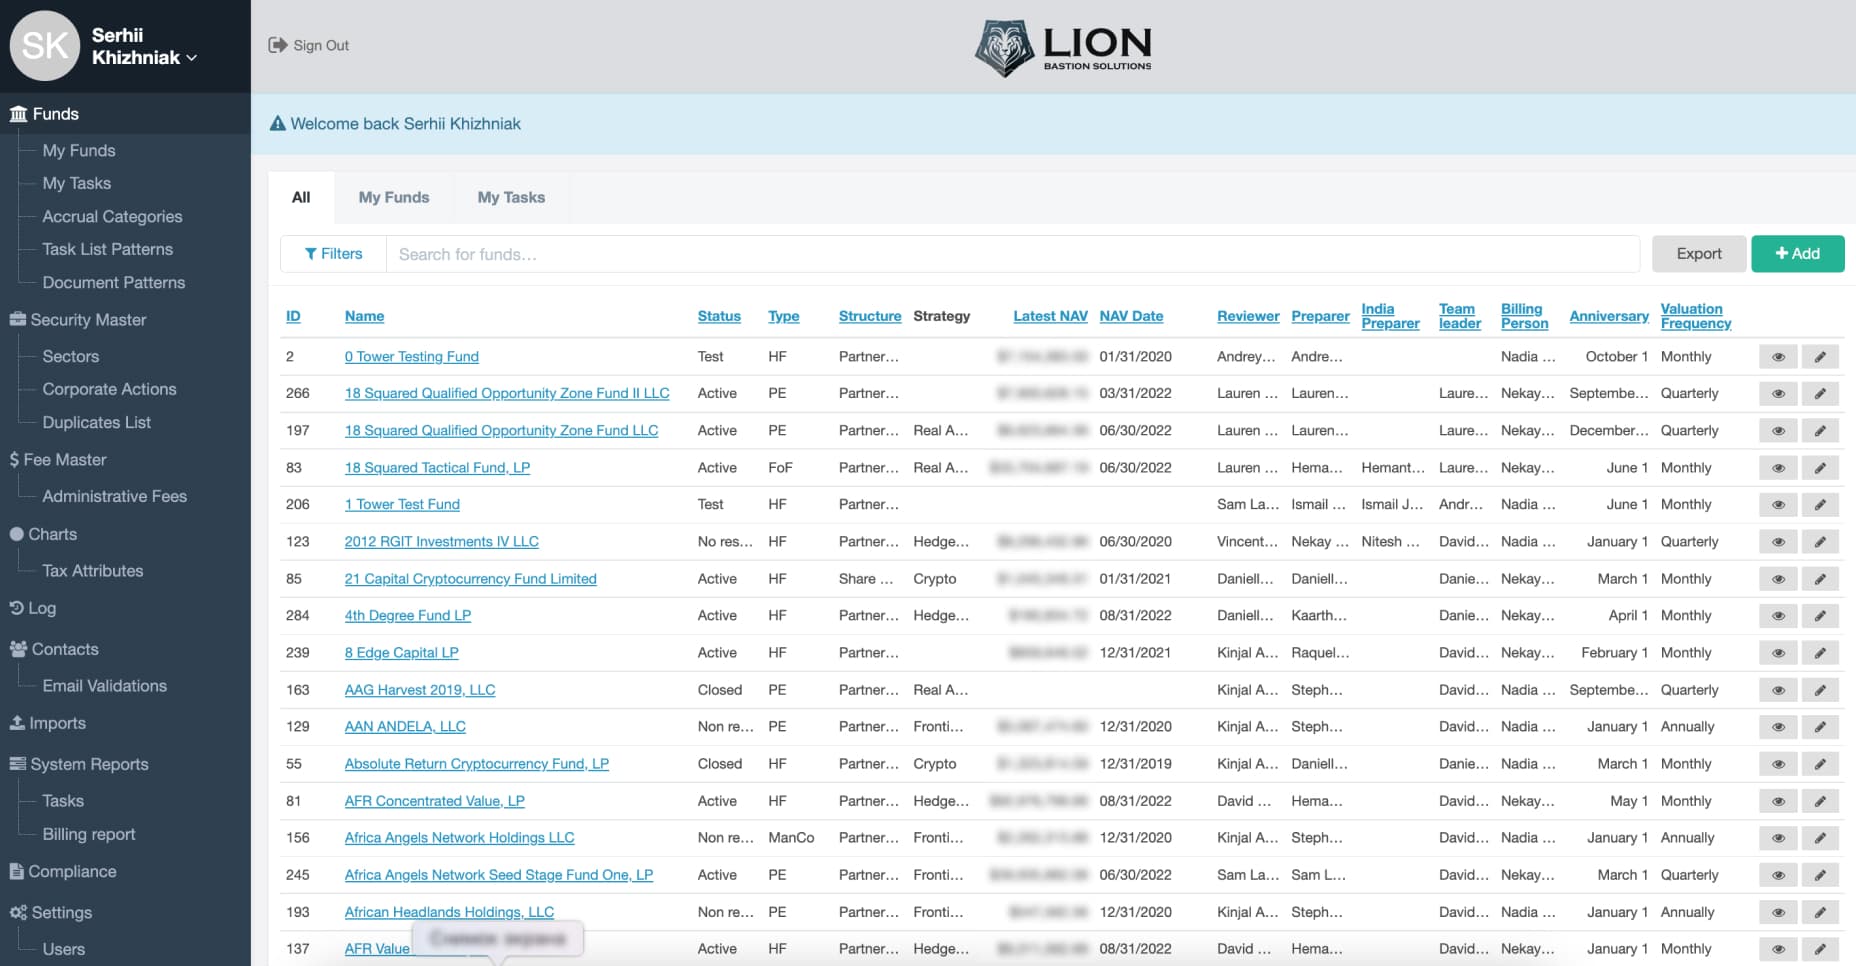 SK
Serhii
Khizhniak
Sign Out
LION
BASTION SOLUTIONS
Funds
My Funds
My Tasks
Accrual Categories
Task List Patterns
Document Patterns
Security Master
Sectors
Corporate Actions
Duplicates List
$ Fee Master
Administrative Fees
Charts
Tax Attributes
Log
Contacts
Email Validations
Imports
System Reports
Tasks
Billing report
Compliance
Settings
Users
Welcome back Serhii Khizhniak
All My Funds My Tasks
Filters Search for funds... Export + Add
ID Name Status Type Structure Strategy Latest NAV NAV Date Reviewer Preparer India Preparer Team leader Billing Person Anniversary Valuation Frequency
2 0 Tower Testing Fund Test HF Partner... 01/31/2020 Andrey... Andre... Nadia ... October 1 Monthly
266 18 Squared Qualified Opportunity Zone Fund II LLC Active PE Partner... 03/31/2022 Lauren ... Lauren... Laure... Nekay... Septembe... Quarterly
197 18 Squared Qualified Opportunity Zone Fund LLC Active PE Partner... Real A... 06/30/2022 Lauren ... Lauren... Laure... Nekay... December... Quarterly
83 18 Squared Tactical Fund, LP Active FoF Partner... Real A... 06/30/2022 Lauren ... Hema... Hemant... Laure... Nekay... June 1 Monthly
206 1 Tower Test Fund Test HF Partner... Sam La... Ismail ... Ismail J... Andr... Nadia ... June 1 Monthly
123 2012 RGIT Investments IV LLC No res... HF Partner... Hedge... 06/30/2020 Vincent... Nekay ... Nitesh ... David... Nadia ... January 1 Quarterly
85 21 Capital Cryptocurrency Fund Limited Active HF Share ... Crypto 01/31/2021 Daniell... Daniell... Danie... Nekay... March 1 Monthly
284 4th Degree Fund LP Active HF Partner... Hedge... 08/31/2022 Daniell... Kaarth... Danie... Nekay... April 1 Monthly
239 8 Edge Capital LP Active HF Partner... 12/31/2021 Kinjal A... Raquel... David... Nekay... February 1 Monthly
163 AAG Harvest 2019, LLC Closed PE Partner... Real A... Kinjal A... Steph... David... Nadia ... Septembe... Quarterly
129 AAN ANDELA, LLC Non re... PE Partner... Fronti... 12/31/2020 Kinjal A... Steph... David... Nadia ... January 1 Annually
55 Absolute Return Cryptocurrency Fund, LP Closed HF Partner... Crypto 12/31/2019 Kinjal A... Daniell... Danie... Nadia ... March 1 Monthly
81 AFR Concentrated Value, LP Active HF Partner... Hedge... 08/31/2022 David ... Hema... David... Nekay... May 1 Monthly
156 Africa Angels Network Holdings LLC Non re... ManCo Partner... Fronti... 12/31/2020 Kinjal A... Steph... David... Nadia ... January 1 Annually
245 Africa Angels Network Seed Stage Fund One, LP Active PE Partner... Fronti... 06/30/2022 Sam La... Sam L... David... Nekay... March 1 Quarterly
193 African Headlands Holdings, LLC Non re... PE Partner... Fronti... 12/31/2020 Kinjal A... Steph... David... Nadia ... January 1 Annually
137 AFR Value Active HF Partner... Hedge... 08/31/2022 David ... Hema... David... Nekay... January 1 Monthly